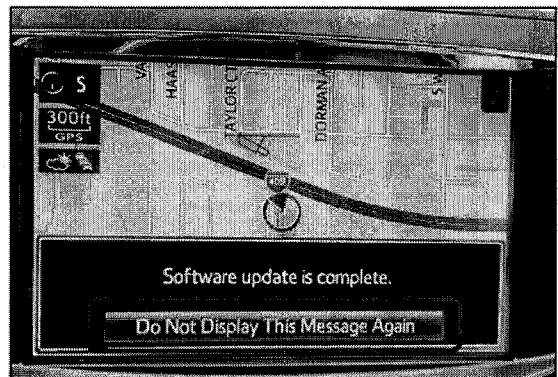 S
300ft
GPS
HAAS
TAYLOR CT
DORMAN A
S W
Software update is complete.
Do Not Display This Message Again